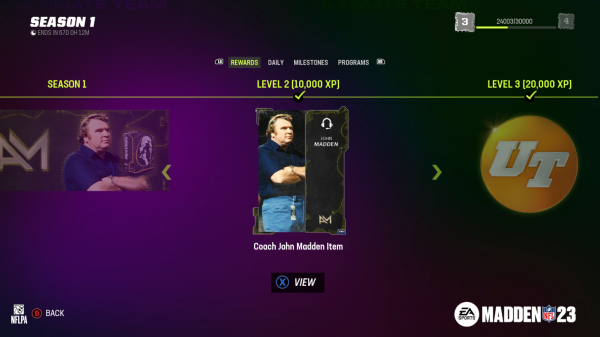 SEASON 1
ENDS IN 67D 0H 12M
3
24003/30000
4
LB
REWARDS
DAILY
MILESTONES
PROGRAMS
RB
SEASON 1
LEVEL 2 (10,000 XP)
LEVEL 3 (20,000 XP)
JOHN
MADDEN
UT
Coach John Madden Item
X VIEW
NFLPA
B BACK
EA
SPORTS
MADDEN NFL 23